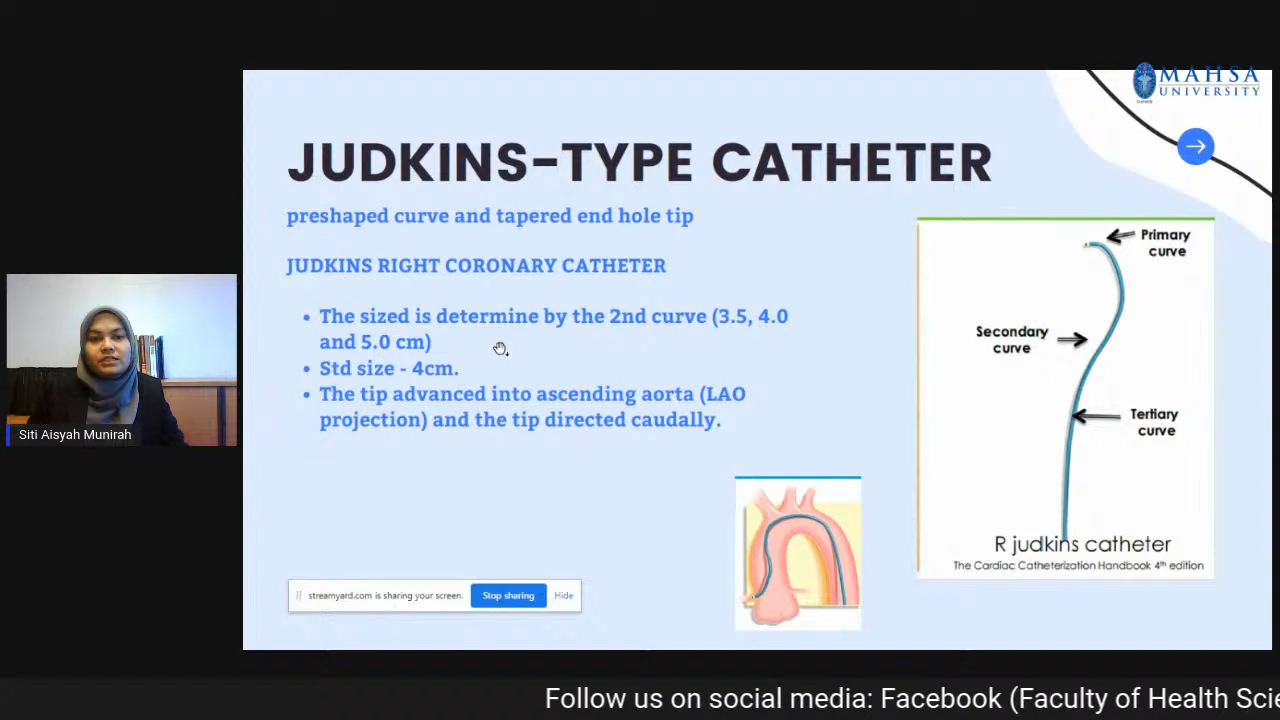 MAHSA
UNIVERSITY
JUDKINS-TYPE CATHETER
preshaped curve and tapered end hole tip
JUDKINS RIGHT CORONARY CATHETER
• The sized is determine by the 2nd curve (3.5, 4.0
and 5.0 cm)
• Std size - 4cm.
• The tip advanced into ascending aorta (LAO
projection) and the tip directed caudally.
Primary
curve
Secondary
curve
Tertiary
curve
R judkins catheter
The Cardiac Catheterization Handbook 4th edition
Siti Aisyah Munirah
streamyard.com is sharing your screen. Stop sharing Hide
Follow us on social media: Facebook (Faculty of Health Scie